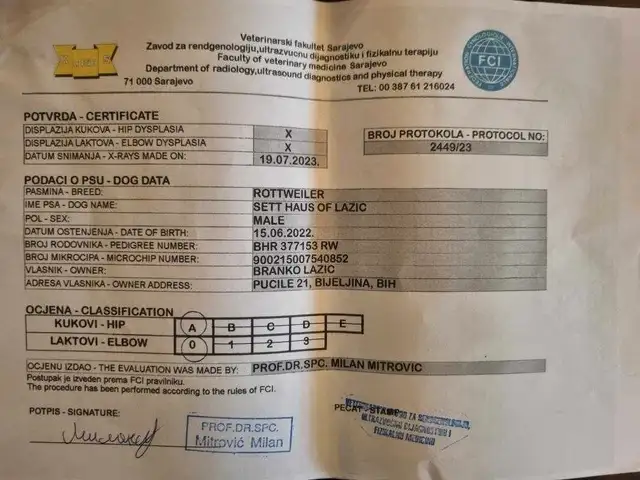 Veterinarski fakultet Sarajevo
Zavod za rendgenologiju,ultrazvucnu dijagnostiku i fizikalnu terapiju
Faculty of veterinary medicine Sarajevo
Department of radiology,ultrasound diagnostics and physical therapy
71 000 Sarajevo
TEL: 00 387 61 216024
FCI
POTVRDA - CERTIFICATE
DISPLAZIJA KUKOVA - HIP DYSPLASIA X
DISPLAZIJA LAKTOVA - ELBOW DYSPLASIA X
DATUM SNIMANJA - X-RAYS MADE ON: 19.07.2023.
BROJ PROTOKOLA - PROTOCOL NO:
2449/23
PODACI O PSU - DOG DATA
PASMINA - BREED: ROTTWEILER
IME PSA - DOG NAME: SETT HAUS OF LAZIC
POL - SEX: MALE
DATUM OSTENJENJA - DATE OF BIRTH: 15.06.2022.
BROJ RODOVNIKA - PEDIGREE NUMBER: BHR 377153 RW
BROJ MIKROCIPA - MICROCHIP NUMBER: 900215007540852
VLASNIK - OWNER: BRANKO LAZIC
ADRESA VLASNIKA - OWNER ADDRESS: PUCILE 21, BIJELJINA, BIH
OCJENA - CLASSIFICATION
KUKOVI - HIP A B C D E
LAKTOVI - ELBOW 0 1 2 3
OCJENU IZDAO - THE EVALUATION WAS MADE BY: PROF.DR.SPC. MILAN MITROVIC
Postupak je izveden prema FCI pravilniku.
The procedure has been performed according to the rules of FCI.
POTPIS - SIGNATURE:
PROF.DR.SPC.
Mitrović Milan
PECAT - STAMP
ZA RENDGENOLOGIJU,
ULTRAZVUČNU DIJAGNOSTIKU I
FIZIKALNU MEDICINU